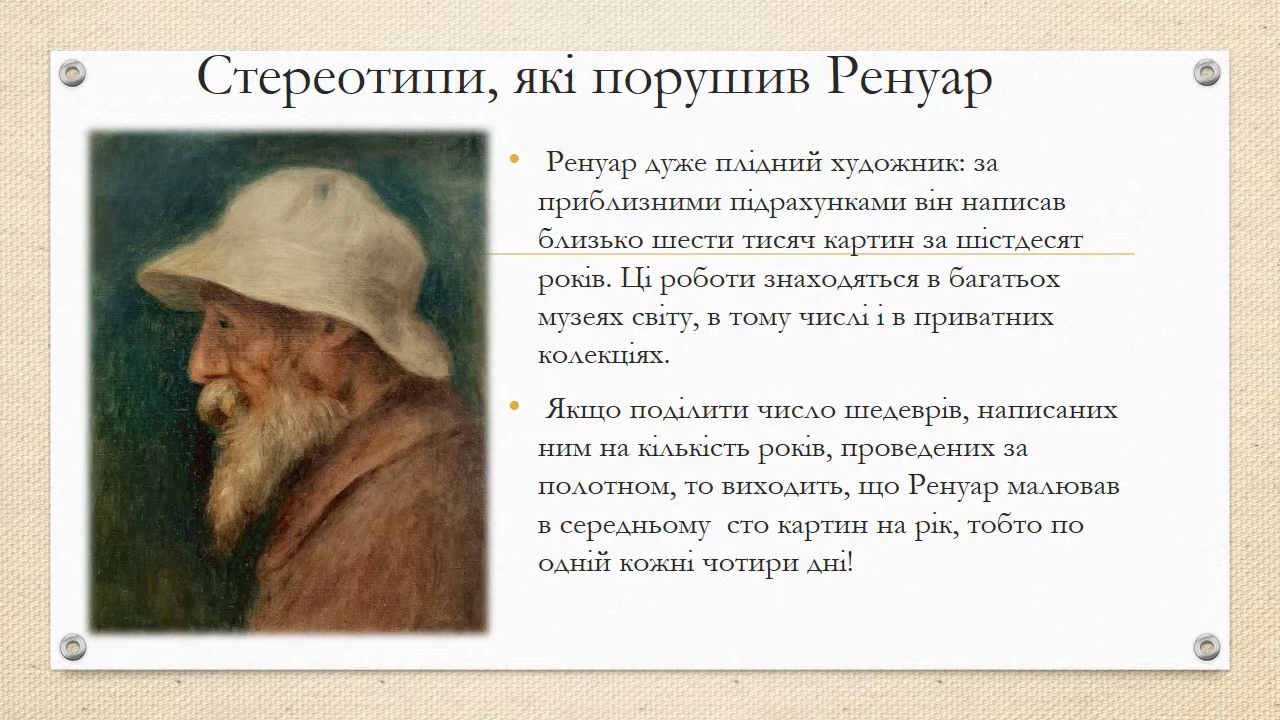 Стереотипи, які порушив Ренуар
Ренуар дуже плідний художник: за
приблизними підрахунками він написав
близько шести тисяч картин за шістдесят
років. Ці роботи знаходяться в багатьох
музеях світу, в тому числі і в приватних
колекціях.
Якщо поділити число шедеврів, написаних
ним на кількість років, проведених за
полотном, то виходить, що Ренуар малював
в середньому  сто картин на рік, тобто по
одній кожні чотири дні!